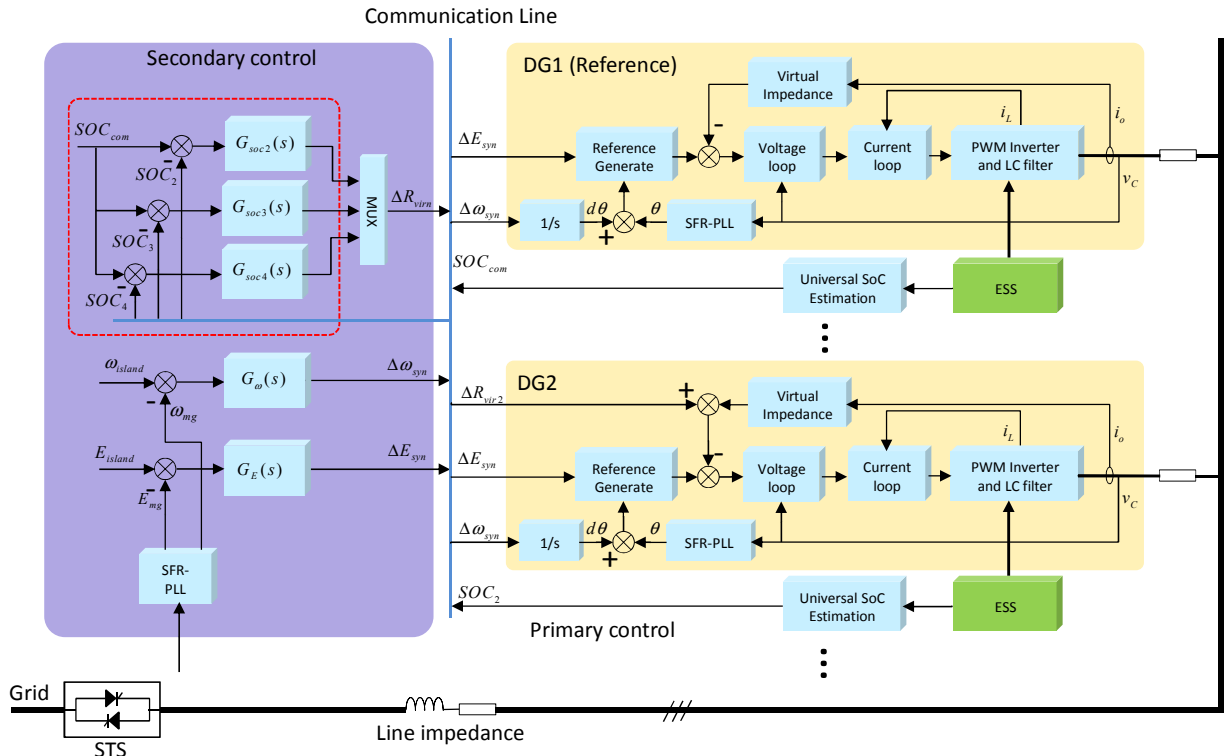 Communication Line
Secondary control
SOC_com
SOC_2
SOC_3
SOC_4
-
-
-
G_soc2(s)
G_soc3(s)
G_soc4(s)
MUX
ΔR_virn
ω_island
-
ω_mg
G_ω(s)
Δω_syn
E_island
-
E_mg
G_E(s)
ΔE_syn
SFR-
PLL
DG1 (Reference)
Virtual
Impedance
i_L
i_o
-
ΔE_syn
Reference
Generate
Voltage
loop
Current
loop
PWM Inverter
and LC filter
v_C
Δω_syn
1/s
dθ
+
θ
SFR-PLL
SOC_com
Universal SoC
Estimation
ESS
DG2
+
ΔR_vir2
Virtual
Impedance
i_L
i_o
-
ΔE_syn
Reference
Generate
Voltage
loop
Current
loop
PWM Inverter
and LC filter
v_C
Δω_syn
1/s
dθ
+
θ
SFR-PLL
SOC_2
Universal SoC
Estimation
ESS
Primary control
Grid
STS
Line impedance